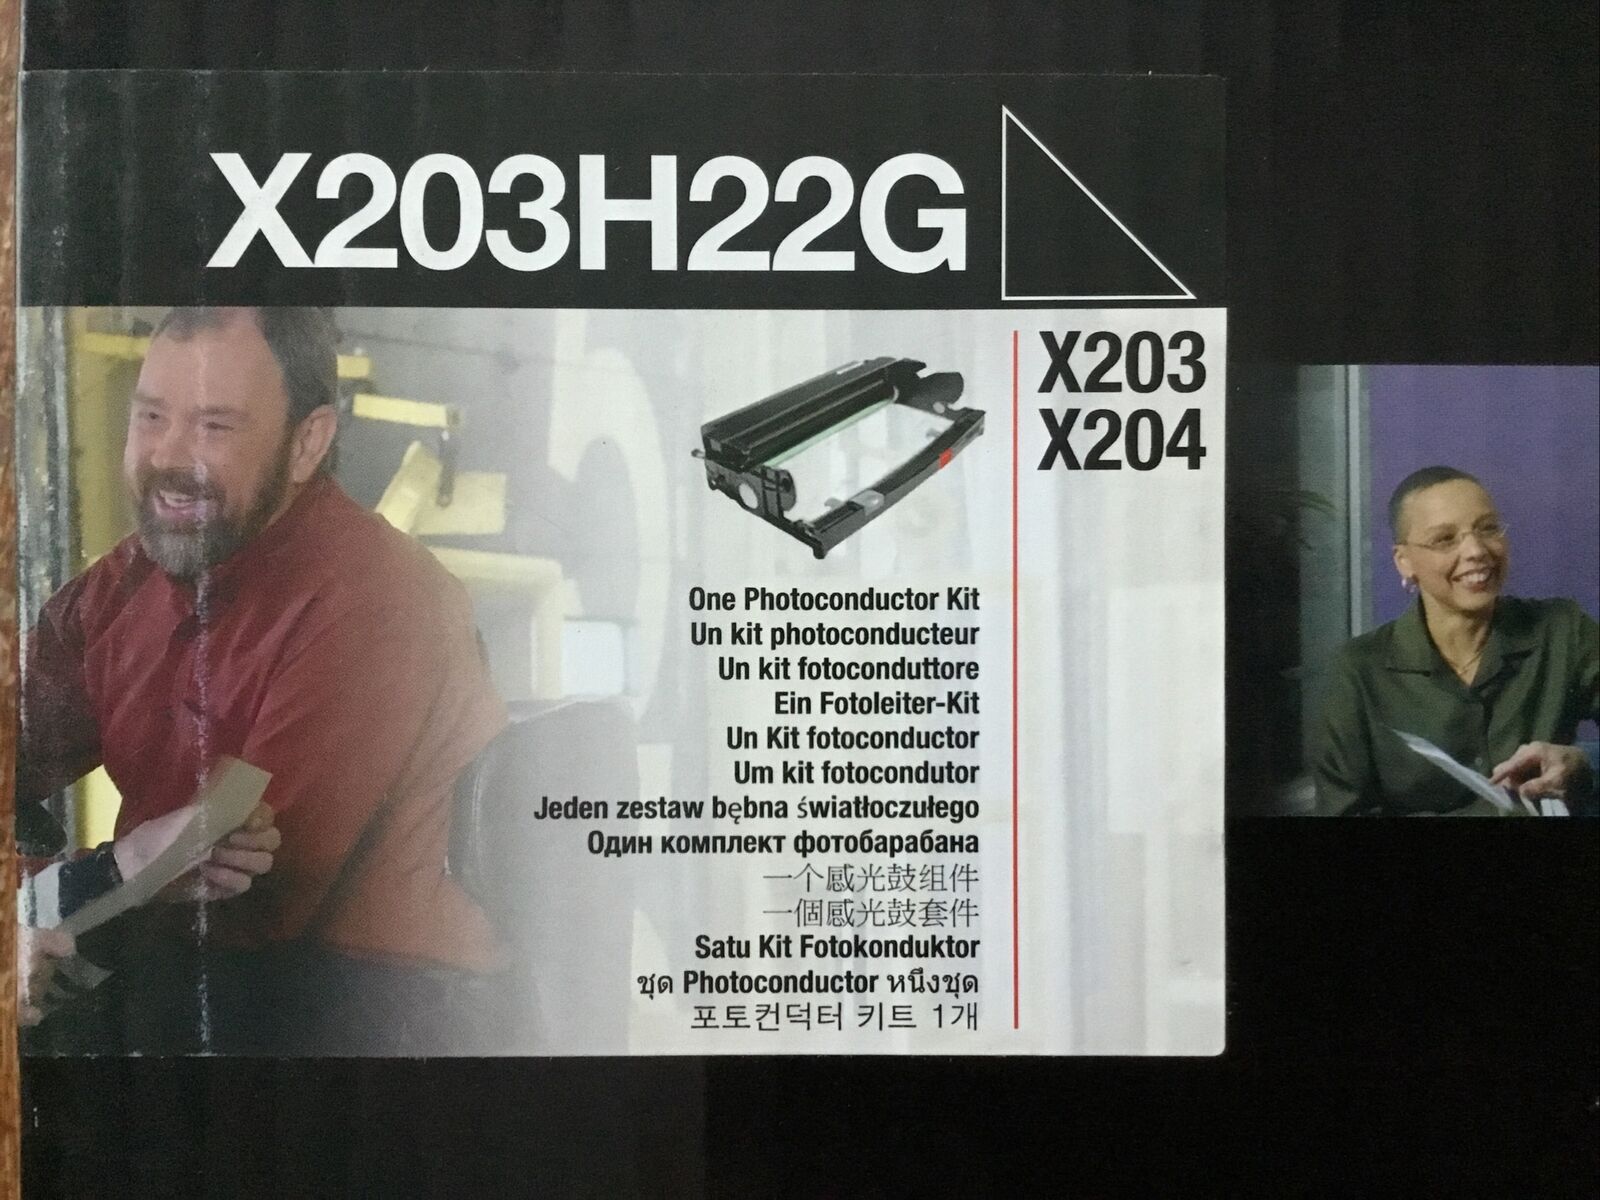 X203H22G
X203
X204
One Photoconductor Kit
Un kit photoconducteur
Un kit fotoconduttore
Ein Fotoleiter-Kit
Un Kit fotoconductor
Um kit fotocondutor
Jeden zestaw bębna światłoczułego
Один комплект фотобарабана
一个感光鼓组件
一個感光鼓套件
Satu Kit Fotokonduktor
ชุด Photoconductor หนึ่งชุด
포토컨덕터 키트 1개